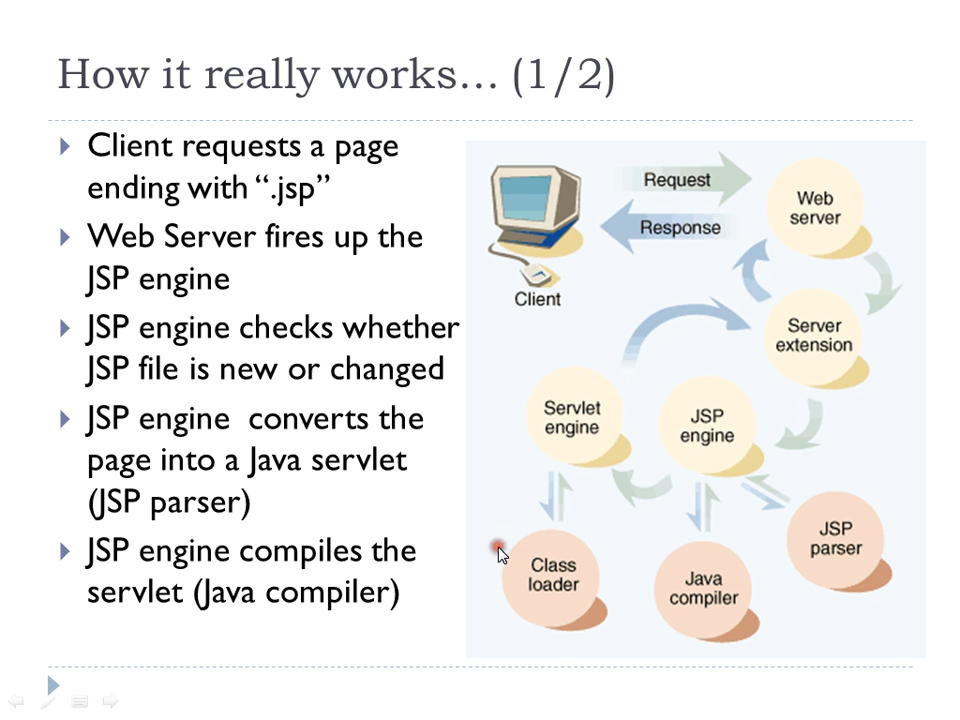 How it really works… (1/2)
Client requests a page
ending with “.jsp”
Web Server fires up the
JSP engine
JSP engine checks whether
JSP file is new or changed
JSP engine  converts the
page into a Java servlet
(JSP parser)
JSP engine compiles the
servlet (Java compiler)
Request
Response
Client
Web
server
Server
extension
Servlet
engine
JSP
engine
JSP
parser
Class
loader
Java
compiler